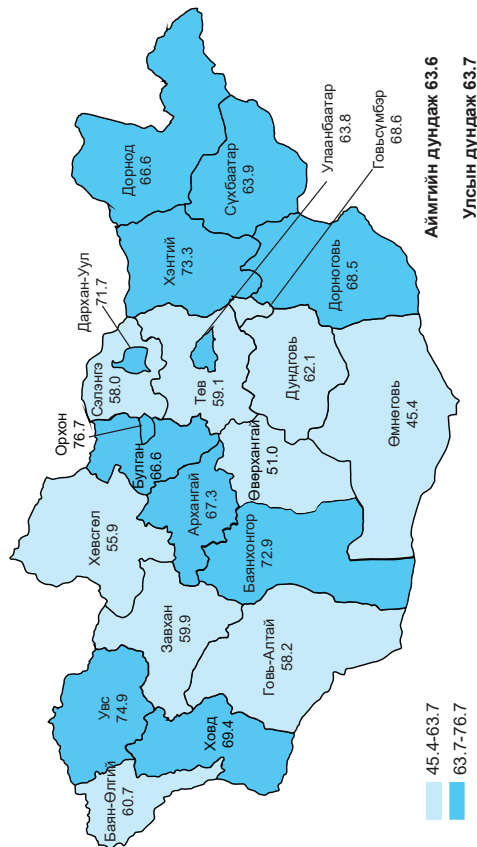 Баян-Өлгий
60.7
Увс
74.9
Ховд
69.4
Завхан
59.9
Говь-Алтай
58.2
Хөвсгөл
55.9
Орхон
76.7
Булган
66.6
Архангай
67.3
Баянхонгор
72.9
Өвөрхангай
51.0
Дархан-Уул
71.7
Сэлэнгэ
58.0
Төв
59.1
Дундговь
62.1
Өмнөговь
45.4
Хэнтий
73.3
Дорнод
66.6
Сүхбаатар
63.9
Дорноговь
68.5
Улаанбаатар
63.8
Говьсүмбэр
68.6
45.4-63.7
63.7-76.7
Аймгийн дундаж 63.6
Улсын дундаж 63.7